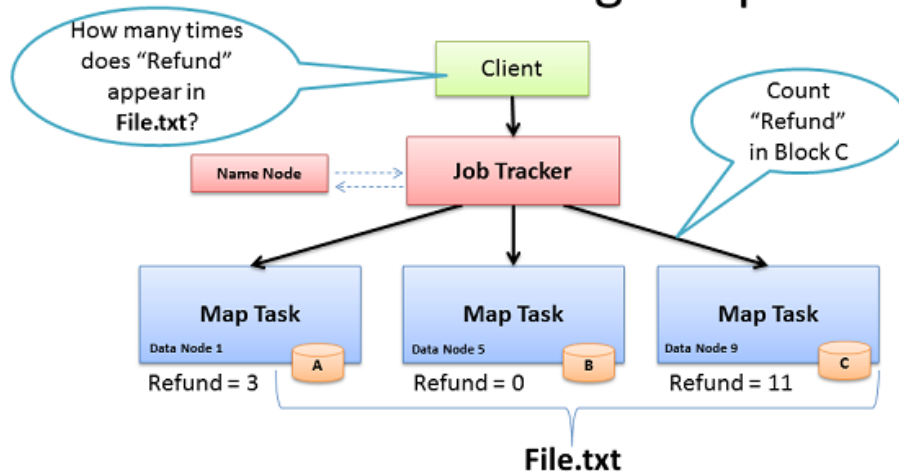 How many times
does “Refund”
appear in
File.txt?
Client
Count
“Refund”
in Block C
Name Node
Job Tracker
Map Task
Data Node 1
A
Refund = 3
Map Task
Data Node 5
B
Refund = 0
Map Task
Data Node 9
C
Refund = 11
File.txt